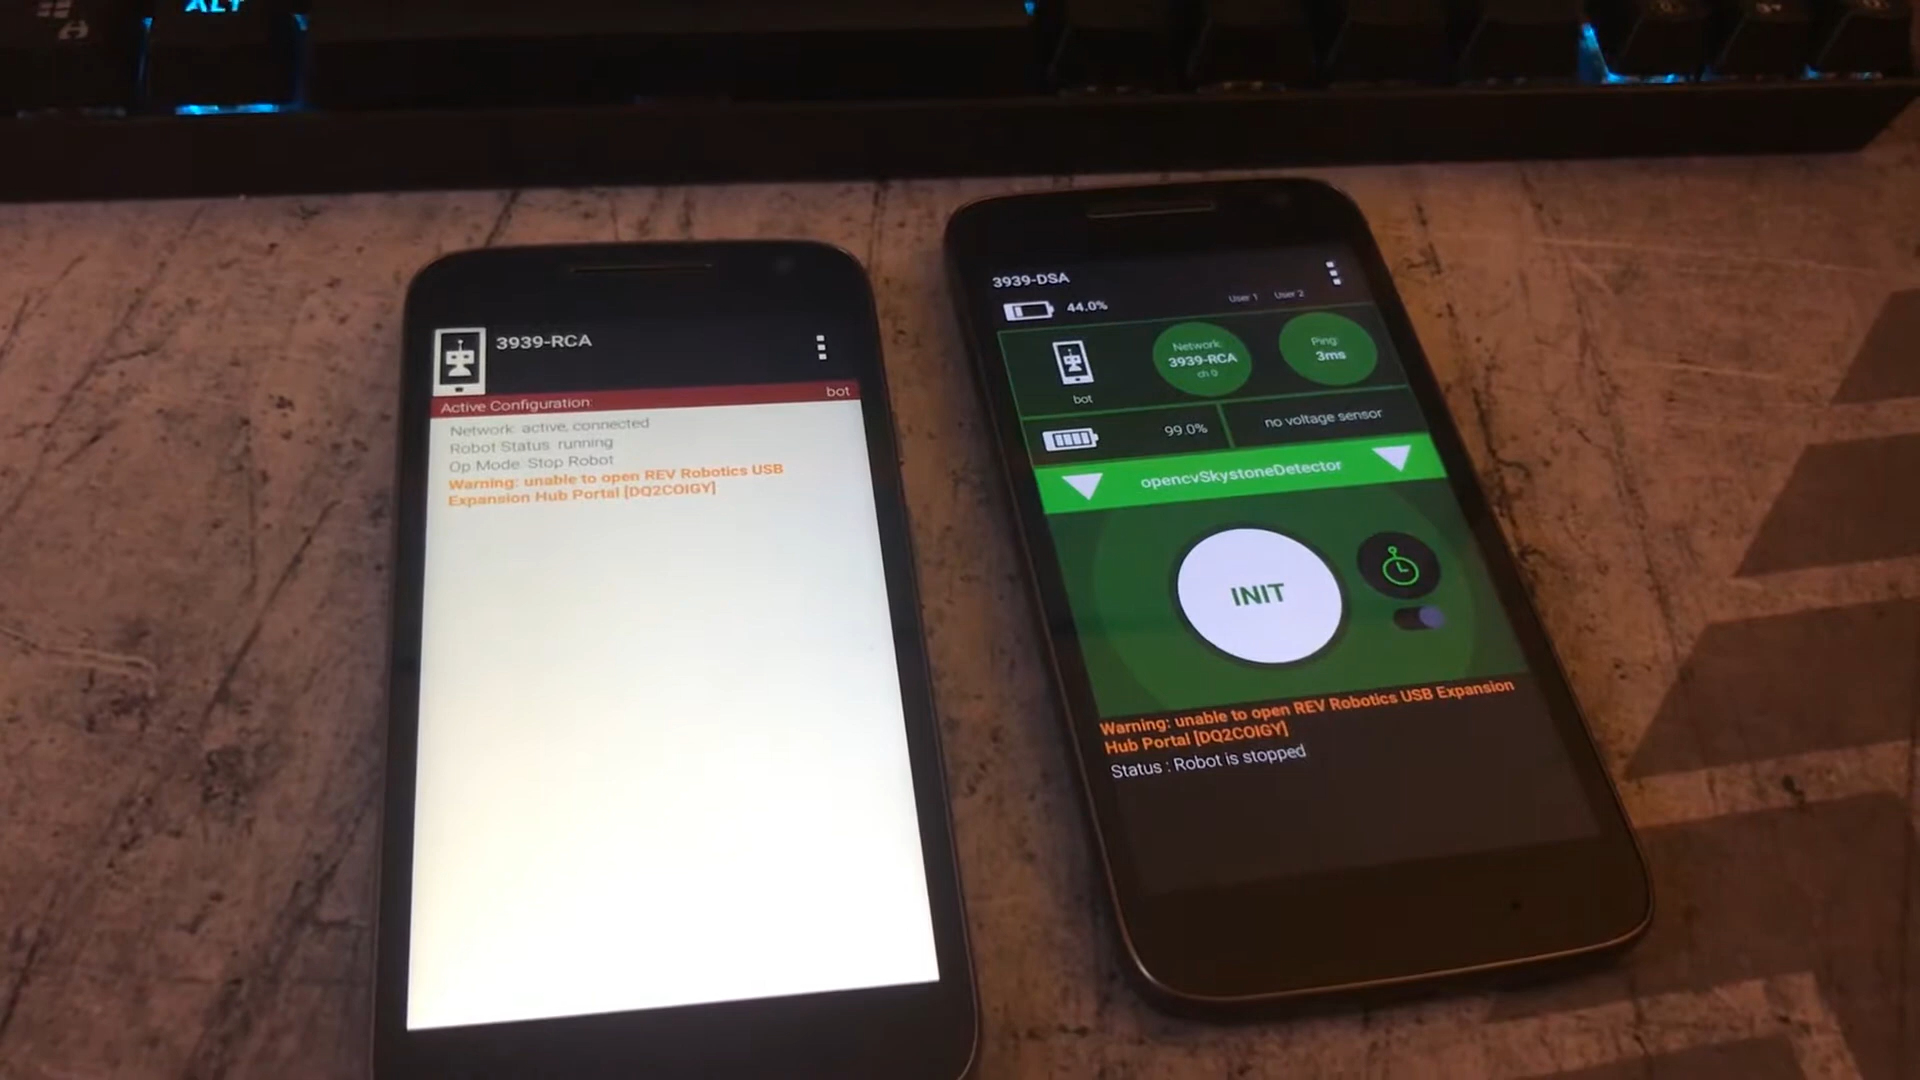 ALT
3939-RCA
Active Configuration:
bot
Network: active, connected
Robot Status: running
Op Mode: Stop Robot
Warning: unable to open REV Robotics USB
Expansion Hub Portal [DQ2COIGY]
3939-DSA
44.0%
User 1
User 2
bot
Network:
3939-RCA
ch 0
Ping:
3ms
99.0%
no voltage sensor
opencvSkystoneDetector
INIT
Warning: unable to open REV Robotics USB Expansion
Hub Portal [DQ2COIGY]
Status : Robot is stopped